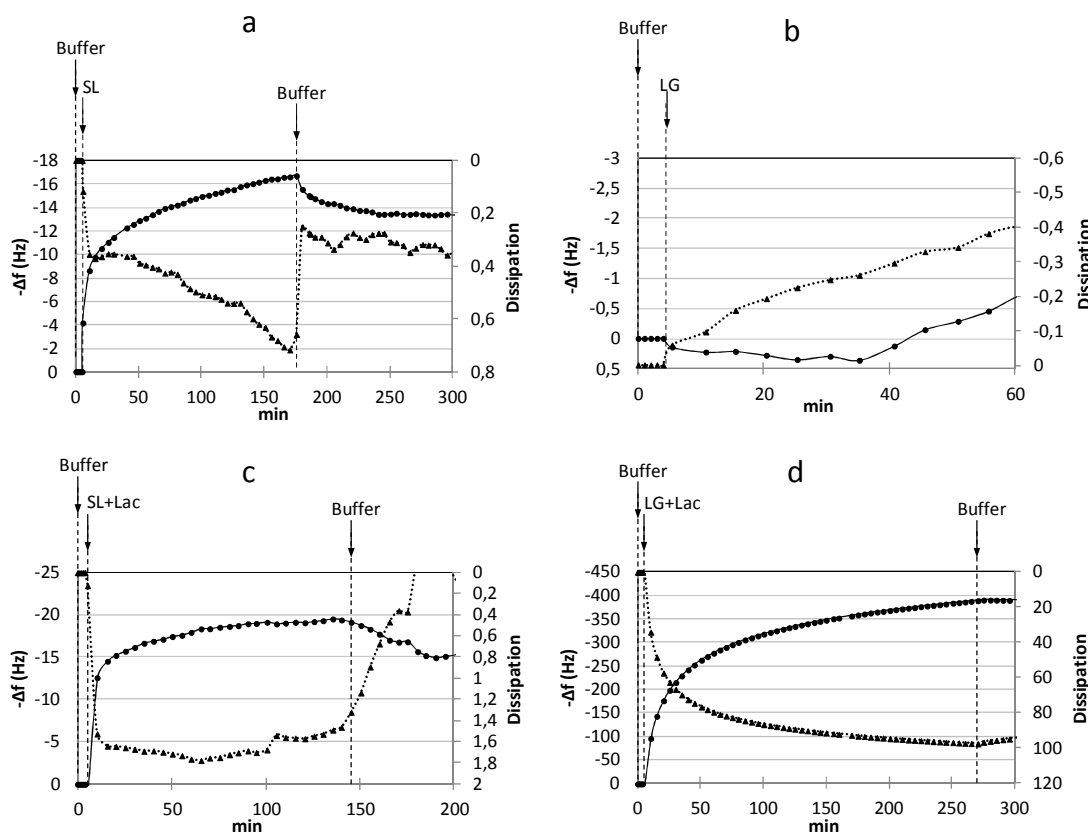 a
Buffer
SL
Buffer
-Δf (Hz)
-18
-16
-14
-12
-10
-8
-6
-4
-2
0
0
0,2
0,4
0,6
0,8
Dissipation
0 50 100 150 200 250 300
min
b
Buffer
LG
-Δf (Hz)
-3
-2,5
-2
-1,5
-1
-0,5
0
0,5
-0,6
-0,5
-0,4
-0,3
-0,2
-0,1
0
Dissipation
0 20 40 60
min
c
Buffer
SL+Lac
Buffer
-Δf (Hz)
-25
-20
-15
-10
-5
0
0
0,2
0,4
0,6
0,8
1
1,2
1,4
1,6
1,8
2
Dissipation
0 50 100 150 200
min
d
Buffer
LG+Lac
Buffer
-Δf (Hz)
-450
-400
-350
-300
-250
-200
-150
-100
-50
0
0
20
40
60
80
100
120
Dissipation
0 50 100 150 200 250 300
min